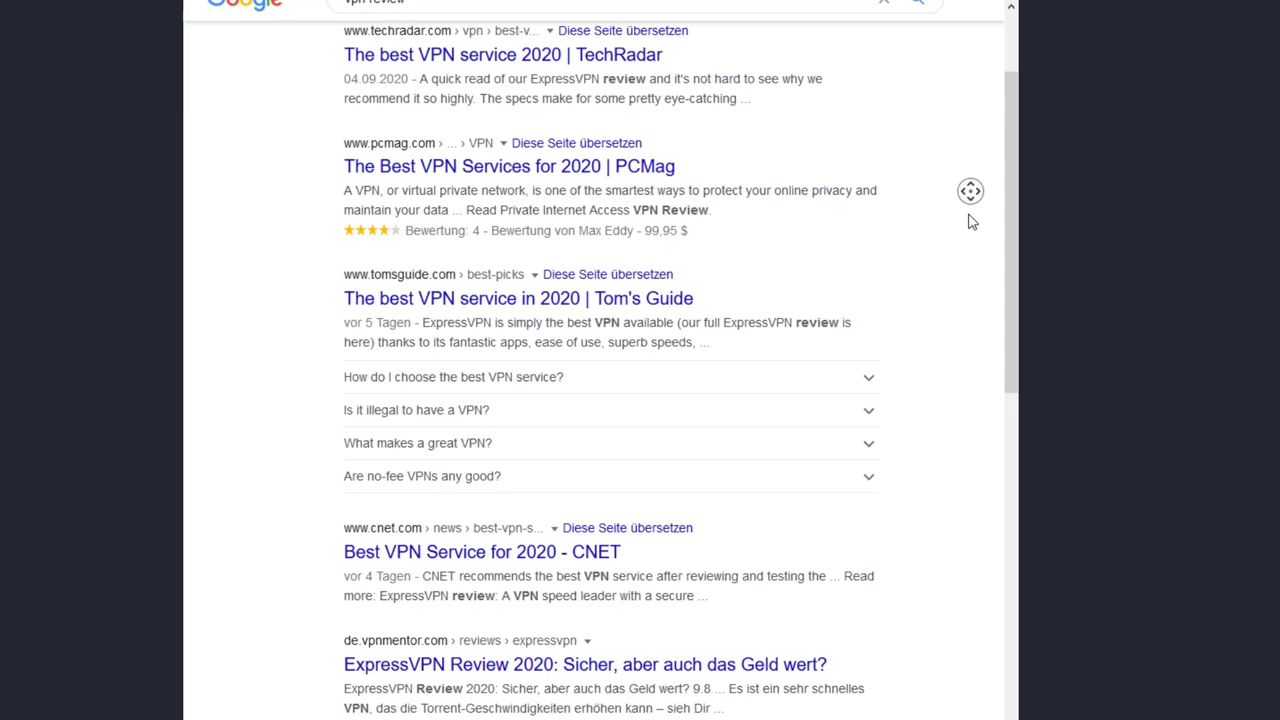 Google vpn review
www.techradar.com › vpn › best-v... Diese Seite übersetzen
The best VPN service 2020 | TechRadar
04.09.2020 - A quick read of our ExpressVPN review and it's not hard to see why we
recommend it so highly. The specs make for some pretty eye-catching ...
www.pcmag.com › ... › VPN Diese Seite übersetzen
The Best VPN Services for 2020 | PCMag
A VPN, or virtual private network, is one of the smartest ways to protect your online privacy and
maintain your data ... Read Private Internet Access VPN Review.
★★★★★ Bewertung: 4 - Bewertung von Max Eddy - 99,95 $
www.tomsguide.com › best-picks Diese Seite übersetzen
The best VPN service in 2020 | Tom's Guide
vor 5 Tagen - ExpressVPN is simply the best VPN available (our full ExpressVPN review is
here) thanks to its fantastic apps, ease of use, superb speeds, ...
How do I choose the best VPN service?
Is it illegal to have a VPN?
What makes a great VPN?
Are no-fee VPNs any good?
www.cnet.com › news › best-vpn-s... Diese Seite übersetzen
Best VPN Service for 2020 - CNET
vor 4 Tagen - CNET recommends the best VPN service after reviewing and testing the ... Read
more: ExpressVPN review: A VPN speed leader with a secure ...
de.vpnmentor.com › reviews › expressvpn
ExpressVPN Review 2020: Sicher, aber auch das Geld wert?
ExpressVPN Review 2020: Sicher, aber auch das Geld wert? 9.8 ... Es ist ein sehr schnelles
VPN, das die Torrent-Geschwindigkeiten erhöhen kann – sieh Dir ...